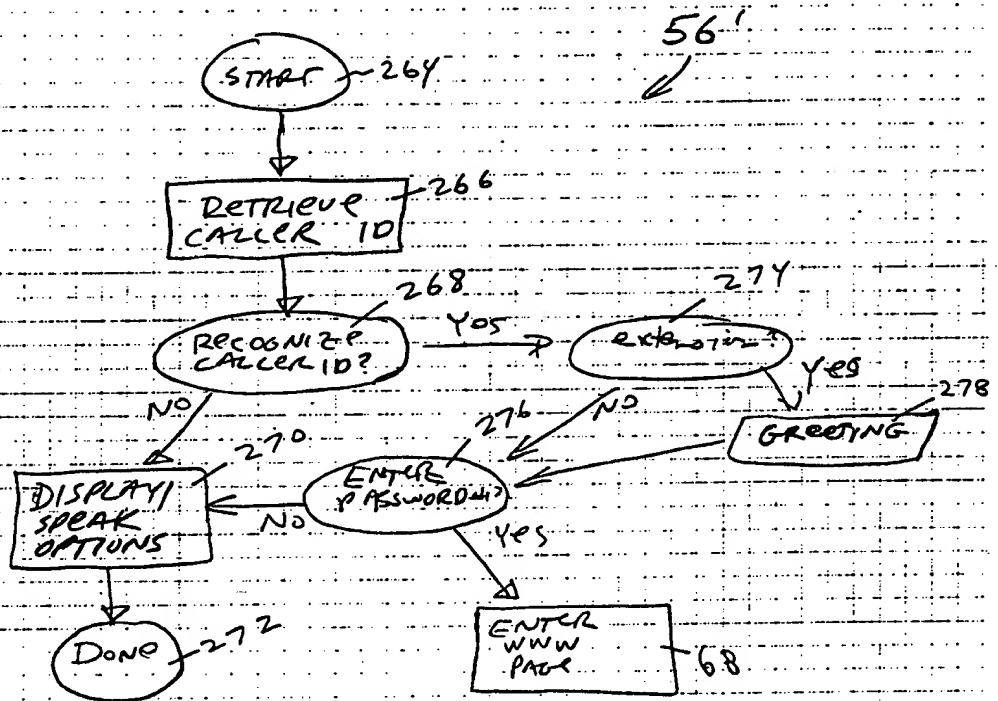 56'
START
264
RETRIEVE
CALLER ID
266
RECOGNIZE
CALLER ID?
268
Yes
extension?
274
NO
NO
Yes
DISPLAY/
SPEAK
OPTIONS
270
ENTER
PASSWORD
276
GREETING
278
NO
Yes
DONE
272
ENTER
WWW
PAGE
68